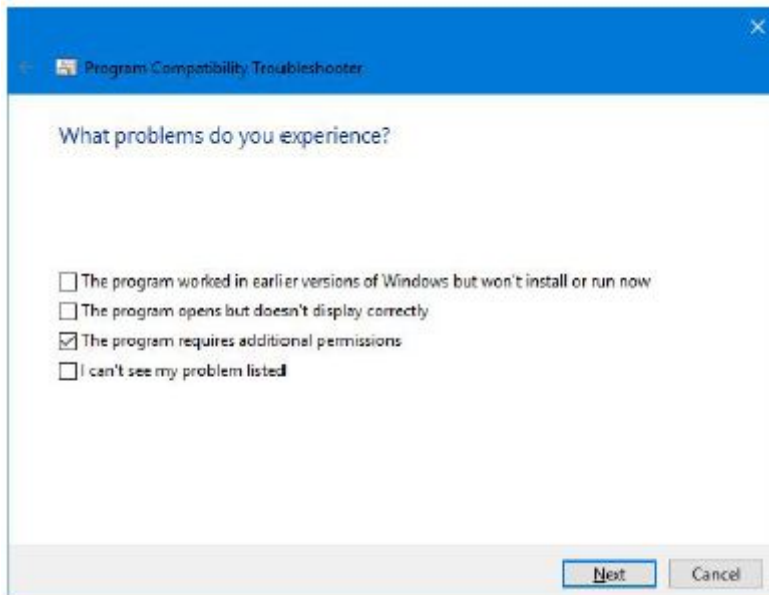 Program Compatibility Troubleshooter
What problems do you experience?
The program worked in earlier versions of Windows but won't install or run now
The program opens but doesn't display correctly
The program requires additional permissions
I can't see my problem listed
Next
Cancel